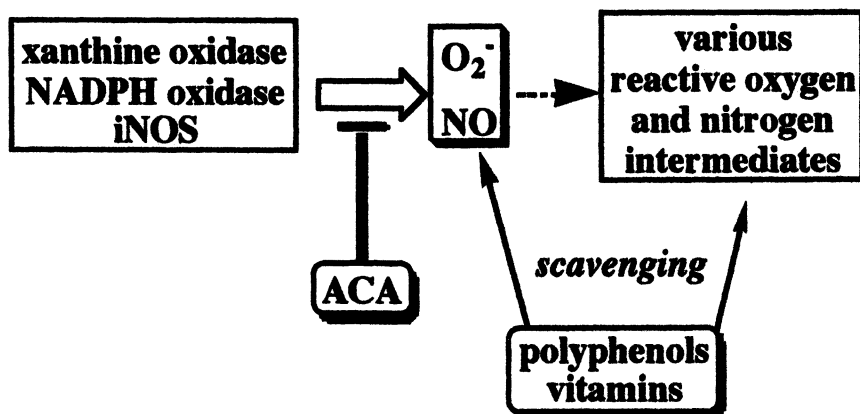 xanthine oxidase
NADPH oxidase
iNOS
O₂⁻
NO
various
reactive oxygen
and nitrogen
intermediates
ACA
scavenging
polyphenols
vitamins